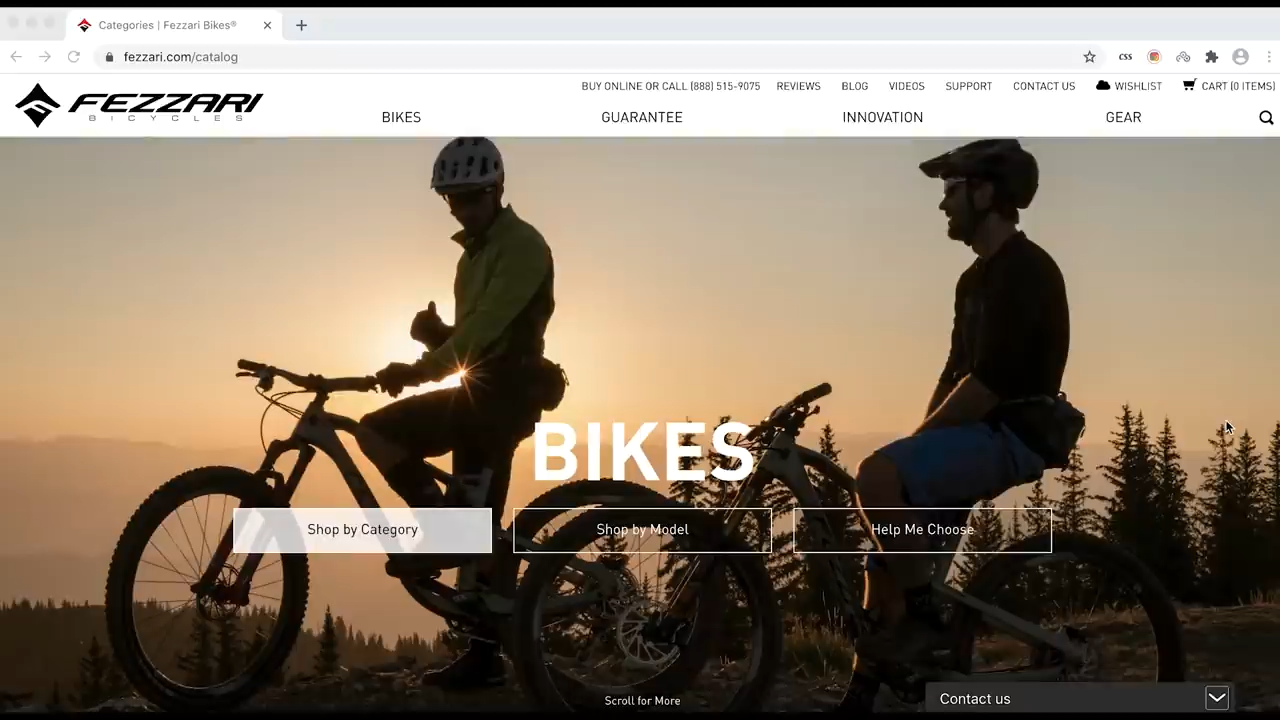 Categories | Fezzari Bikes®
fezzari.com/catalog
css
FEZZARI
BICYCLES
BUY ONLINE OR CALL (888) 515-9075 REVIEWS BLOG VIDEOS SUPPORT CONTACT US WISHLIST CART (0 ITEMS)
BIKES GUARANTEE INNOVATION GEAR
BIKES
Shop by Category Shop by Model Help Me Choose
Scroll for More
Contact us